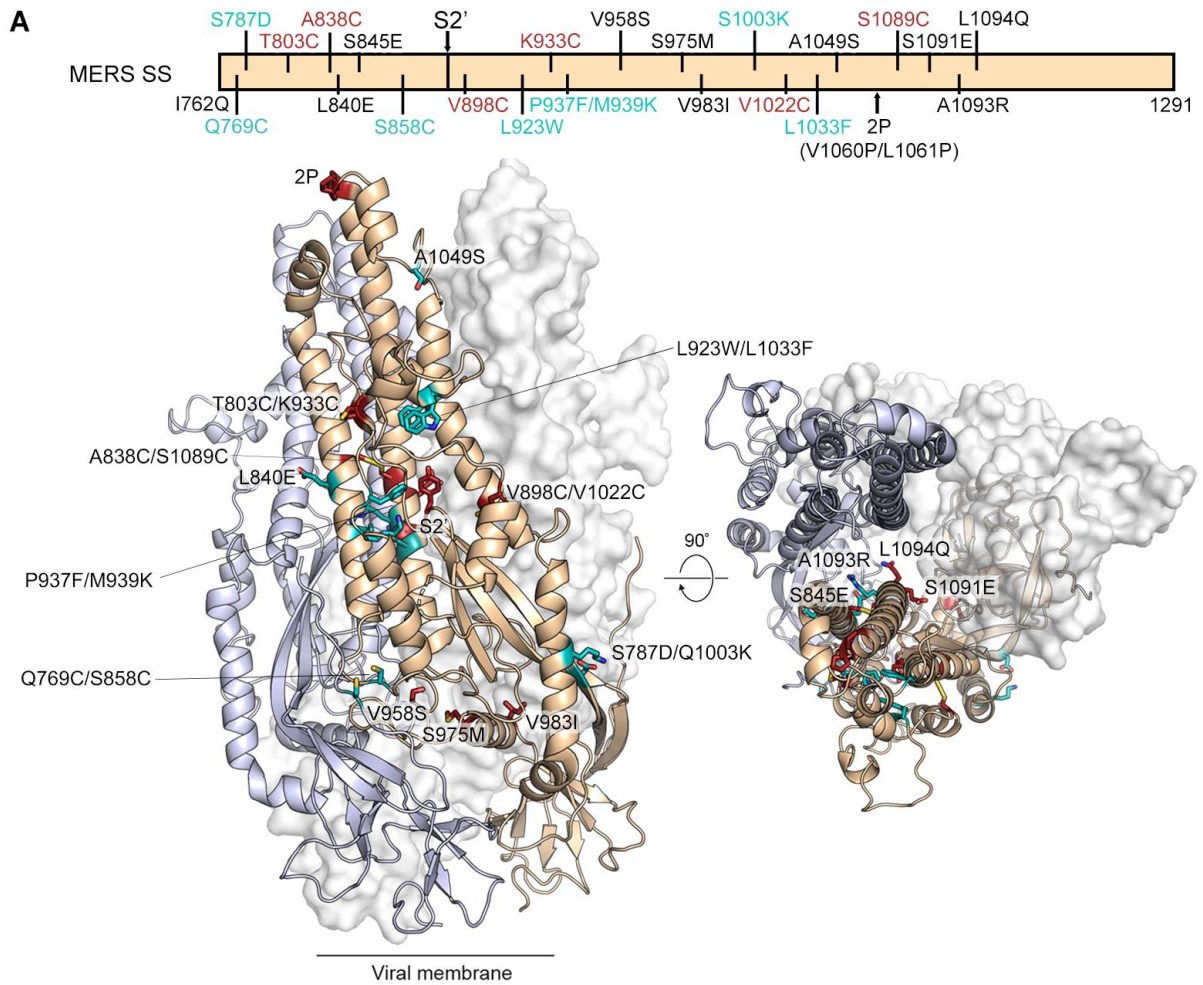 A
S787D A838C S2’ V958S S1003K S1089C L1094Q
T803C S845E K933C S975M A1049S S1091E
MERS SS
I762Q L840E V898C P937F/M939K V983I V1022C A1093R 1291
Q769C S858C L923W L1033F 2P
(V1060P/L1061P)
2P
A1049S
L923W/L1033F
T803C/K933C
A838C/S1089C
L840E
V898C/V1022C
S2’
90°
P937F/M939K
A1093R
L1094Q
S845E
S1091E
S787D/Q1003K
Q769C/S858C
V958S
S975M
V983I
Viral membrane